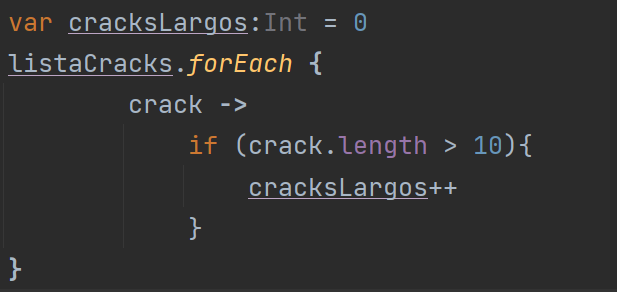 var cracksLargos:Int = 0
listaCracks.forEach {
crack ->
if (crack.length > 10){
cracksLargos++
}
}